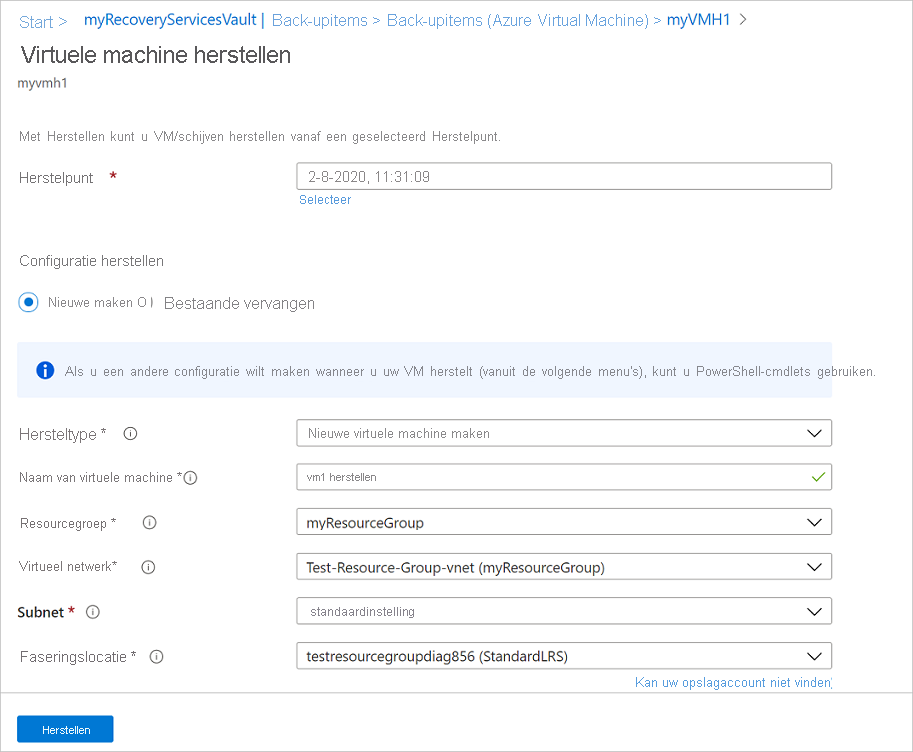 Start > myRecoveryServicesVault | Back-upitems > Back-upitems (Azure Virtual Machine) > myVMH1 >
Virtuele machine herstellen
myvmh1
Met Herstellen kunt u VM/schijven herstellen vanaf een geselecteerd Herstelpunt.
Herstelpunt * 2-8-2020, 11:31:09
Selecteer
Configuratie herstellen
Nieuwe maken O Bestaande vervangen
Als u een andere configuratie wilt maken wanneer u uw VM herstelt (vanuit de volgende menu's), kunt u PowerShell-cmdlets gebruiken.
Hersteltype * Nieuwe virtuele machine maken
Naam van virtuele machine * vm1 herstellen
Resourcegroep * myResourceGroup
Virtueel netwerk* Test-Resource-Group-vnet (myResourceGroup)
Subnet * standaardinstelling
Faseringslocatie * testresourcegroupdiag856 (StandardLRS)
Kan uw opslagaccount niet vinden
Herstellen